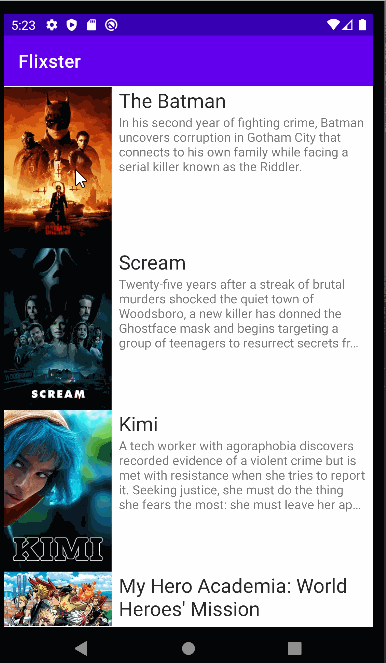 5:23
Flixster
The Batman
In his second year of fighting crime, Batman
uncovers corruption in Gotham City that
connects to his own family while facing a
serial killer known as the Riddler.
Scream
Twenty-five years after a streak of brutal
murders shocked the quiet town of
Woodsboro, a new killer has donned the
Ghostface mask and begins targeting a
group of teenagers to resurrect secrets fr...
SCREAM
Kimi
A tech worker with agoraphobia discovers
recorded evidence of a violent crime but is
met with resistance when she tries to report
it. Seeking justice, she must do the thing
she fears the most: she must leave her ap...
KIMI
My Hero Academia: World
Heroes' Mission